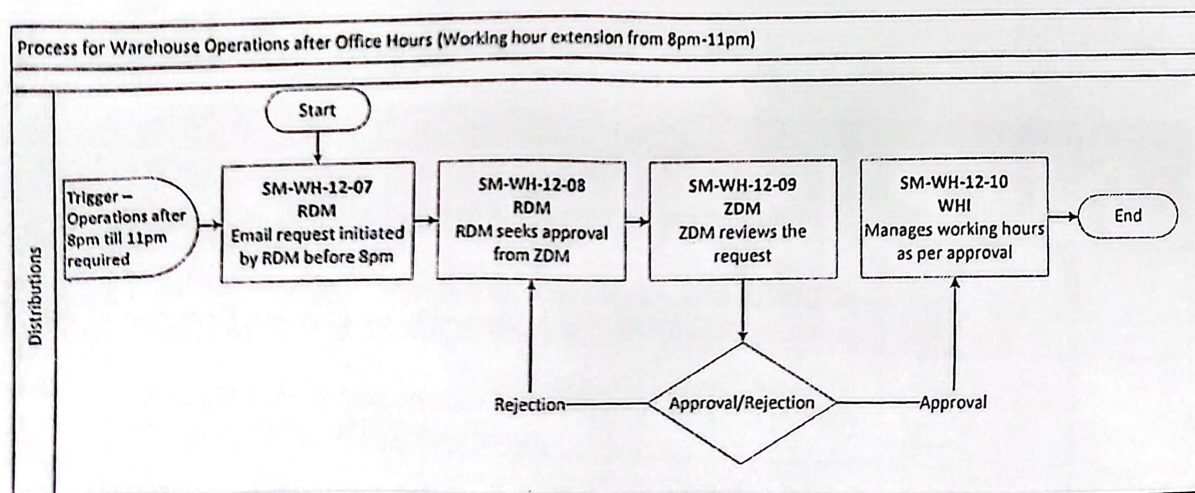 Process for Warehouse Operations after Office Hours (Working hour extension from 8pm-11pm)
Distributions
Start
Trigger –
Operations after
8pm till 11pm
required
SM-WH-12-07
RDM
Email request initiated
by RDM before 8pm
SM-WH-12-08
RDM
RDM seeks approval
from ZDM
SM-WH-12-09
ZDM
ZDM reviews the
request
SM-WH-12-10
WHI
Manages working hours
as per approval
End
Rejection
Approval/Rejection
Approval